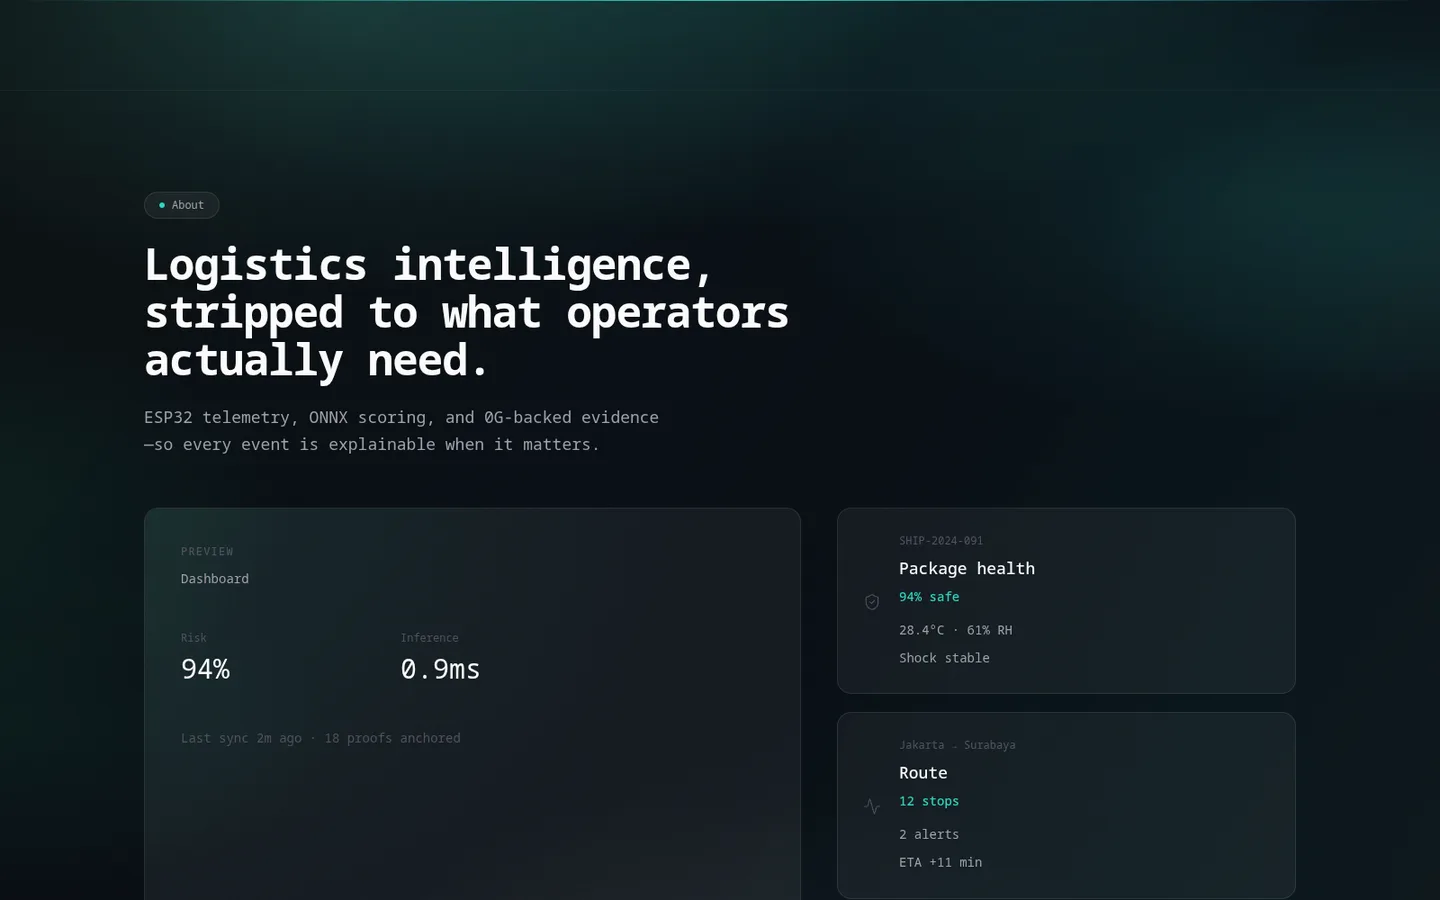 About
Logistics intelligence,
stripped to what operators
actually need.
ESP32 telemetry, ONNX scoring, and 0G-backed evidence
—so every event is explainable when it matters.
PREVIEW
Dashboard
Risk
94%
Inference
0.9ms
Last sync 2m ago · 18 proofs anchored
SHIP-2024-091
Package health
94% safe
28.4°C · 61% RH
Shock stable
Jakarta → Surabaya
Route
12 stops
2 alerts
ETA +11 min